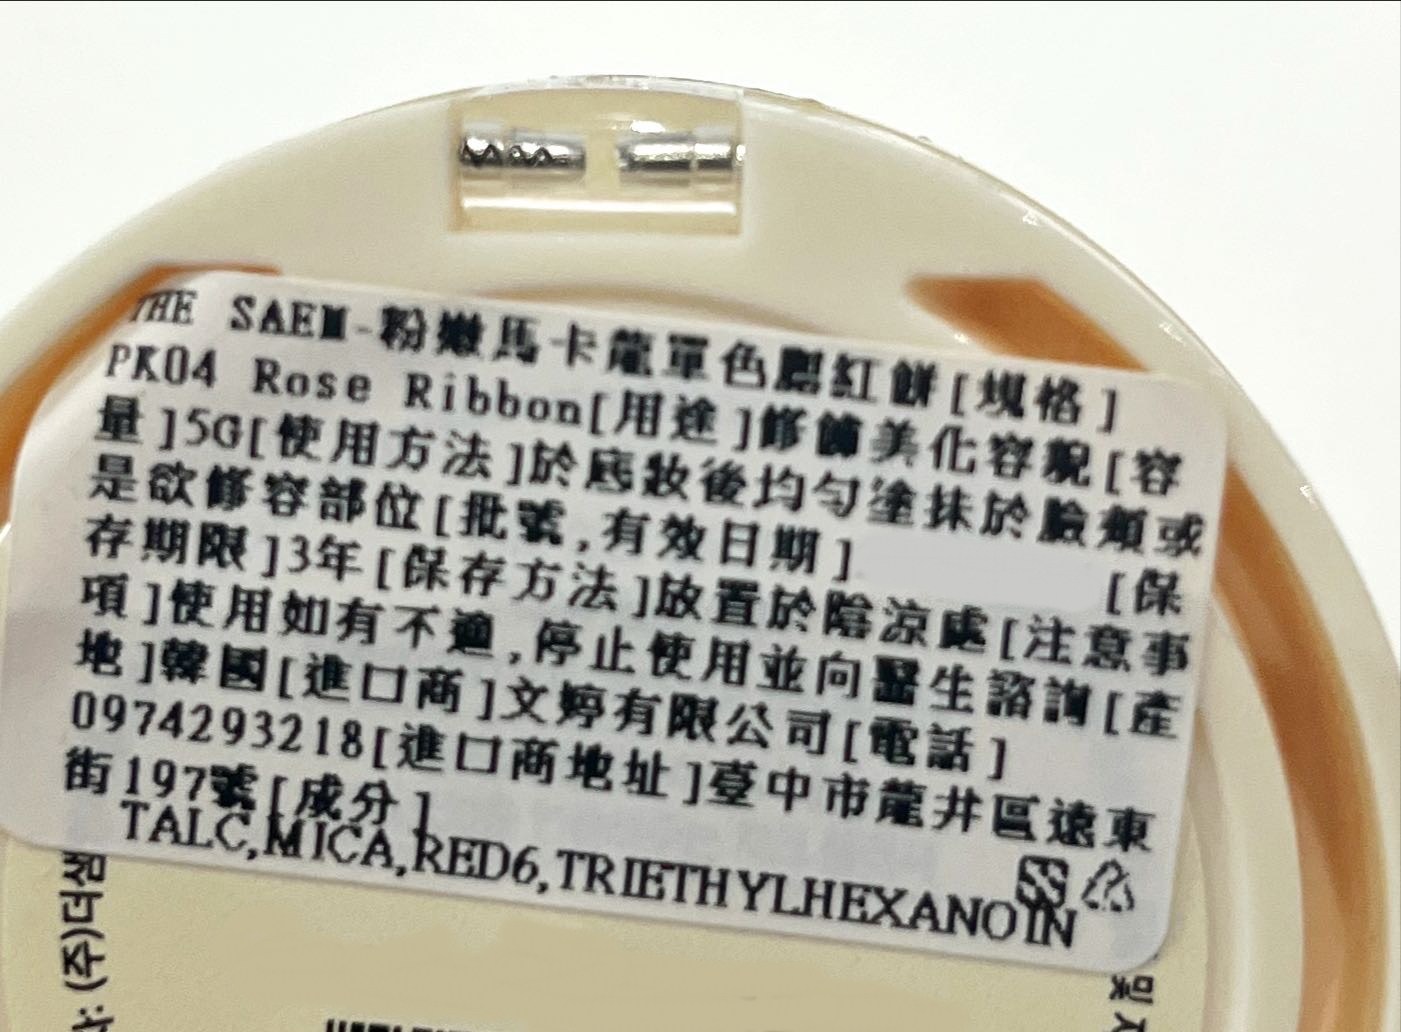 THE SAEM-粉嫩馬卡龍單色腮紅餅[規格]
PK04 Rose Ribbon[用途]修飾美化容貌[容
量]5G[使用方法]於底妝後均勻塗抹於臉頰或
是欲修容部位[批號,有效日期]
[保
存期限]3年[保存方法]放置於陰涼處[注意事
項]使用如有不適,停止使用並向醫生諮詢[產
地]韓國[進口商]文婷有限公司[電話]
0974293218[進口商地址]臺中市龍井區遠東
街197號[成分]
TALC,MICA,RED6,TRIETHYLHEXANOIN
(주)더샘
및